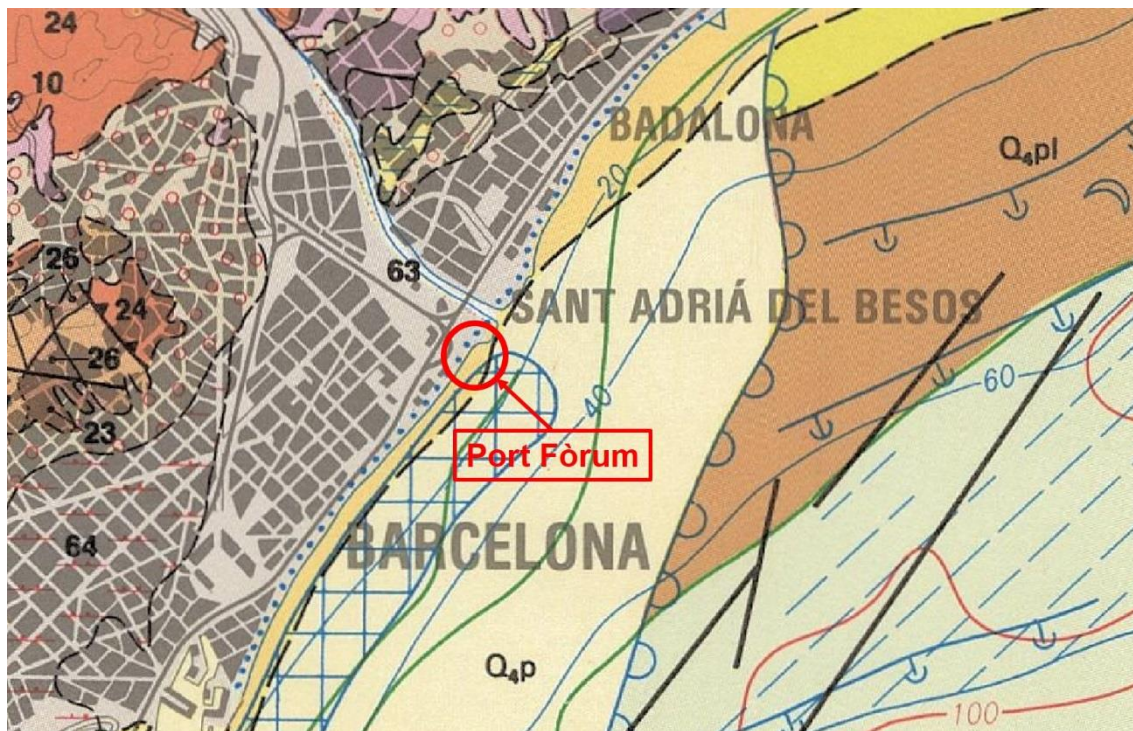 24
10
BADALONA
Q₄pl
20
26
63
24
SANT ADRIÁ DEL BESOS
26
60
40
23
Port Fòrum
BARCELONA
64
Q₄p
100